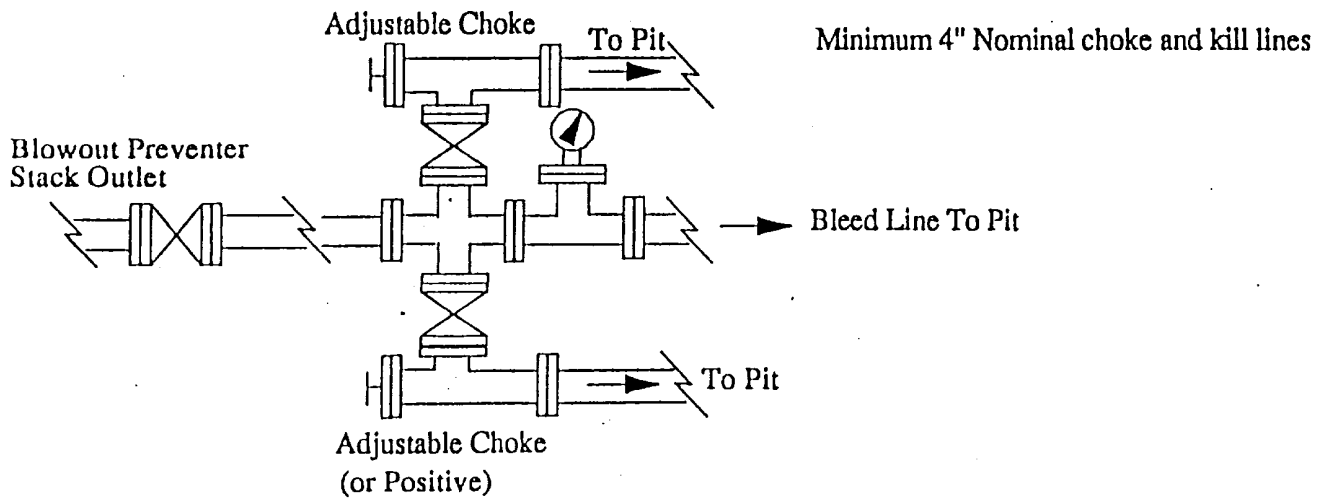 Adjustable Choke
To Pit
Minimum 4" Nominal choke and kill lines
Blowout Preventer
Stack Outlet
Bleed Line To Pit
To Pit
Adjustable Choke
(or Positive)